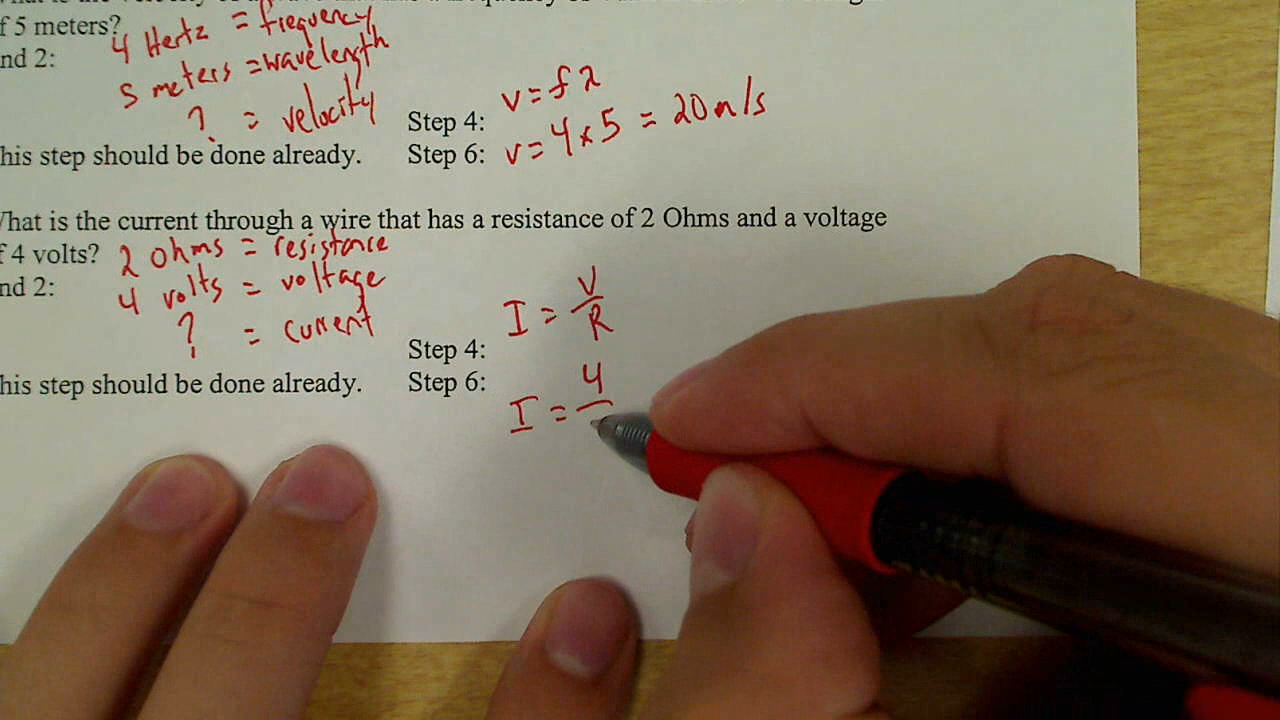 f 5 meters?
4 Hertz = frequency
nd 2:
5 meters = wavelength
? = velocity
Step 4: v = f λ
his step should be done already. Step 6: v = 4 x 5 = 20 m/s
hat is the current through a wire that has a resistance of 2 Ohms and a voltage
f 4 volts? 2 ohms = resistance
nd 2: 4 volts = voltage
? = current
Step 4: I = V/R
his step should be done already. Step 6: I = 4